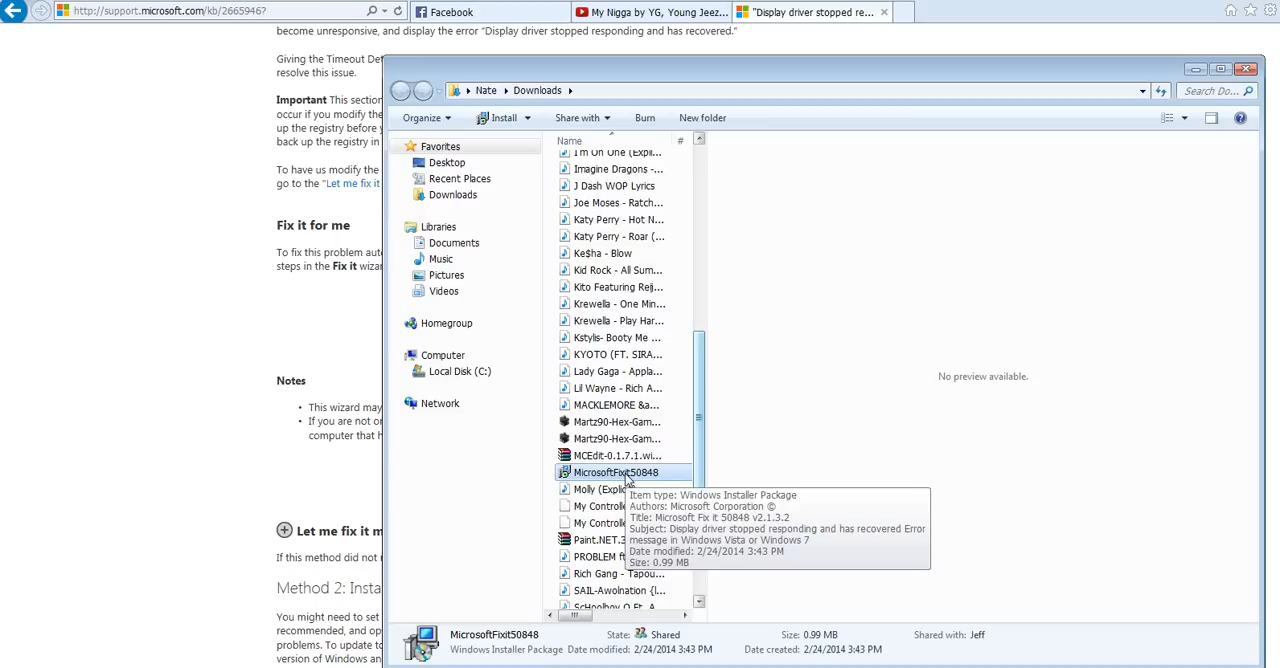 http://support.microsoft.com/kb/2665946?
Facebook
My Nigga by YG, Young Jeez...
"Display driver stopped re...
become unresponsive, and display the error "Display driver stopped responding and has recovered."
Giving the Timeout Det
resolve this issue.
Important This section
occur if you modify the
up the registry before y
back up the registry in
To have us modify the
go to the "Let me fix it
Fix it for me
To fix this problem aut
steps in the Fix it wizar
Notes
• This wizard may
• If you are not or
computer that h
Let me fix it m
If this method did not
Method 2: Insta
You might need to set
recommended, and op
problems. To update to
version of Windows an
Nate
Downloads
Search Do...
Organize
Install
Share with
Burn
New folder
Favorites
Desktop
Recent Places
Downloads
Libraries
Documents
Music
Pictures
Videos
Homegroup
Computer
Local Disk (C:)
Network
Name
#
I'm On One (Expli...
Imagine Dragons -...
J Dash WOP Lyrics
Joe Moses - Ratch...
Katy Perry - Hot N...
Katy Perry - Roar (...
Ke$ha - Blow
Kid Rock - All Sum...
Kito Featuring Reij...
Krewella - One Min...
Krewella - Play Har...
Kstylis- Booty Me ...
KYOTO (FT. SIRA...
Lady Gaga - Appla...
Lil Wayne - Rich A...
MACKLEMORE &a...
Martz90-Hex-Gam...
Martz90-Hex-Gam...
MCEdit-0.1.7.1.wi...
MicrosoftFixit50848
Molly (Explic
My Controlle
My Controlle
Paint.NET.3
PROBLEM ft
Rich Gang - Tapou...
SAIL-Awolnation {l...
ScHoolboy Q Ft. A
Item type: Windows Installer Package
Authors: Microsoft Corporation ©
Title: Microsoft Fix it 50848 v2.1.3.2
Subject: Display driver stopped responding and has recovered Error
message in Windows Vista or Windows 7
Date modified: 2/24/2014 3:43 PM
Size: 0.99 MB
No preview available.
MicrosoftFixit50848
State: Shared
Size: 0.99 MB
Shared with: Jeff
Windows Installer Package
Date modified: 2/24/2014 3:43 PM
Date created: 2/24/2014 3:43 PM